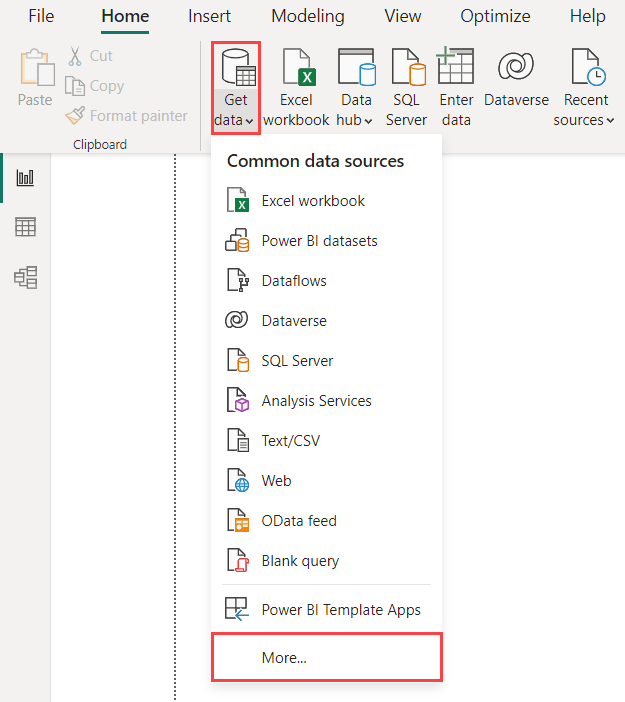 File Home Insert Modeling View Optimize Help
Paste
Cut
Copy
Format painter
Clipboard
Get
data
Excel
workbook
Data
hub
SQL
Server
Enter
data
Dataverse
Recent
sources
Common data sources
Excel workbook
Power BI datasets
Dataflows
Dataverse
SQL Server
Analysis Services
Text/CSV
Web
OData feed
Blank query
Power BI Template Apps
More...